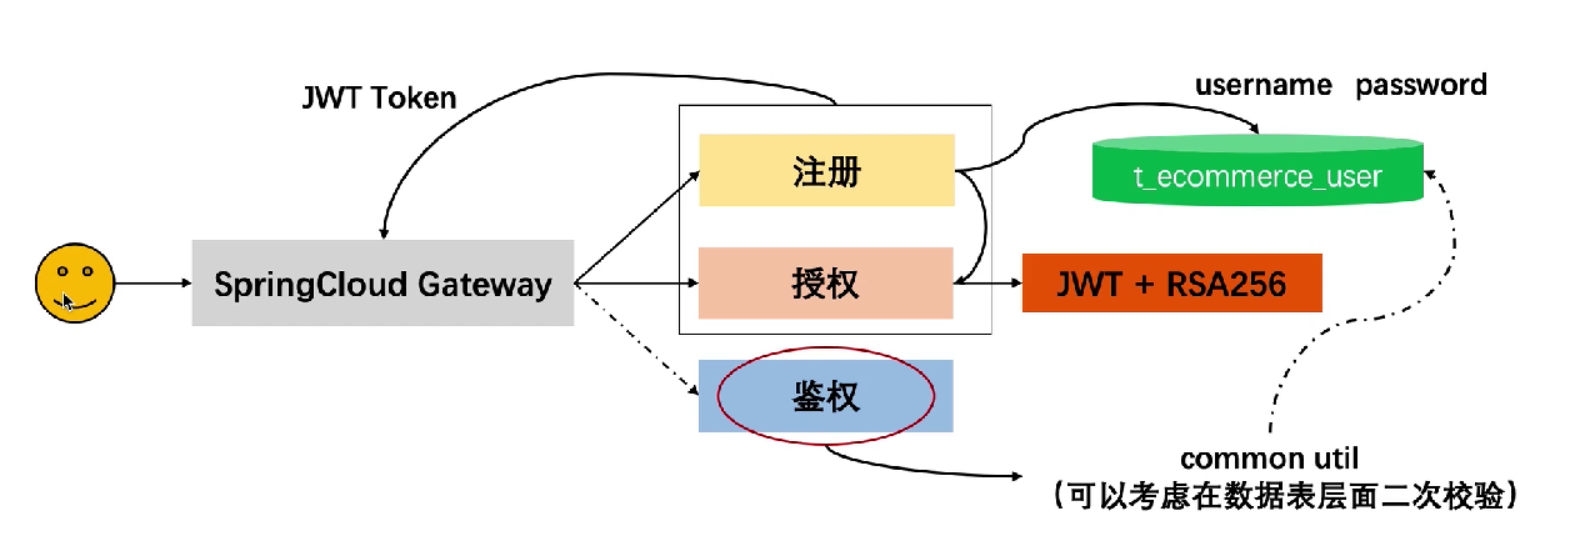 JWT Token
username password
注册
t_ecommerce_user
SpringCloud Gateway
授权
JWT + RSA256
鉴权
common util
（可以考虑在数据表层面二次校验）